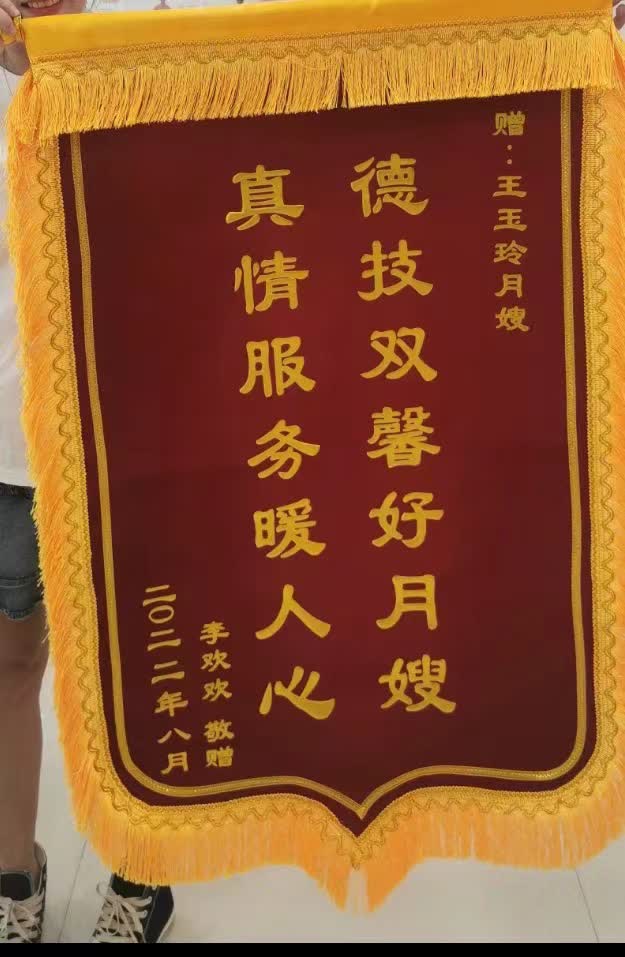 赠：王玉玲月嫂
德技双馨好月嫂
真情服务暖人心
李欢欢 敬赠
二〇二二年八月